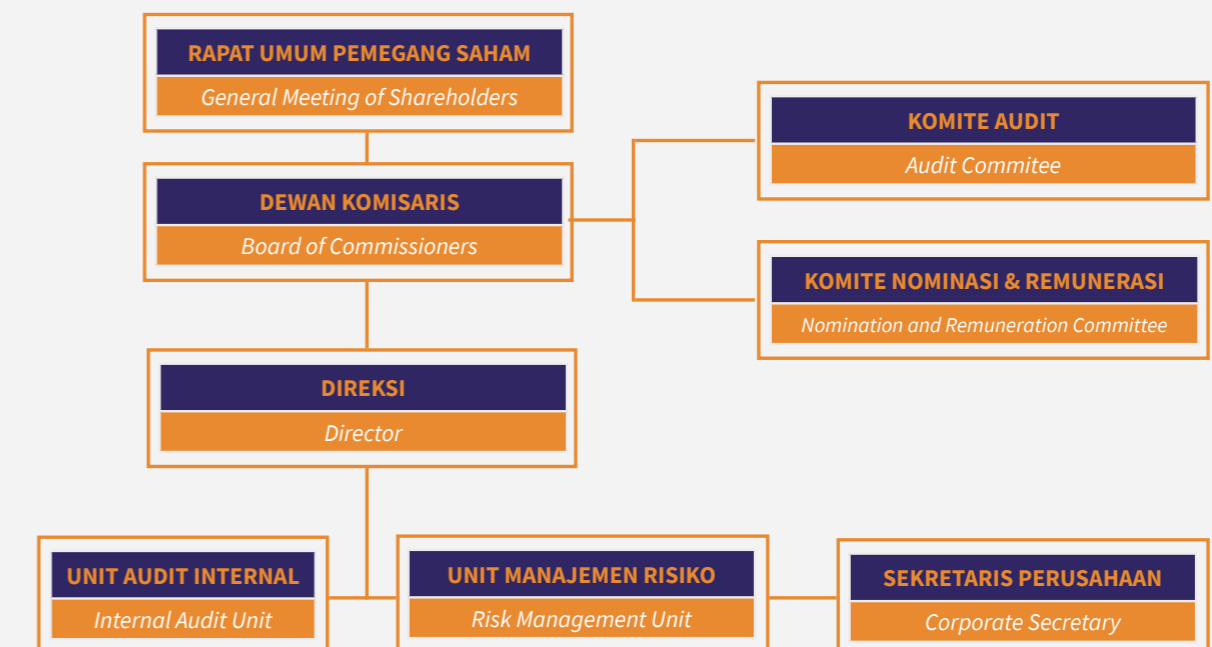 RAPAT UMUM PEMEGANG SAHAM
General Meeting of Shareholders
KOMITE AUDIT
Audit Commitee
DEWAN KOMISARIS
Board of Commissioners
KOMITE NOMINASI & REMUNERASI
Nomination and Remuneration Committee
DIREKSI
Director
UNIT AUDIT INTERNAL
Internal Audit Unit
UNIT MANAJEMEN RISIKO
Risk Management Unit
SEKRETARIS PERUSAHAAN
Corporate Secretary